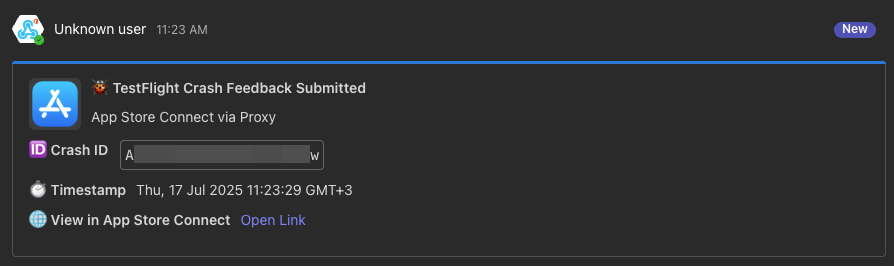 Unknown user 11:23 AM New
TestFlight Crash Feedback Submitted
App Store Connect via Proxy
ID Crash ID A w
Timestamp Thu, 17 Jul 2025 11:23:29 GMT+3
View in App Store Connect Open Link